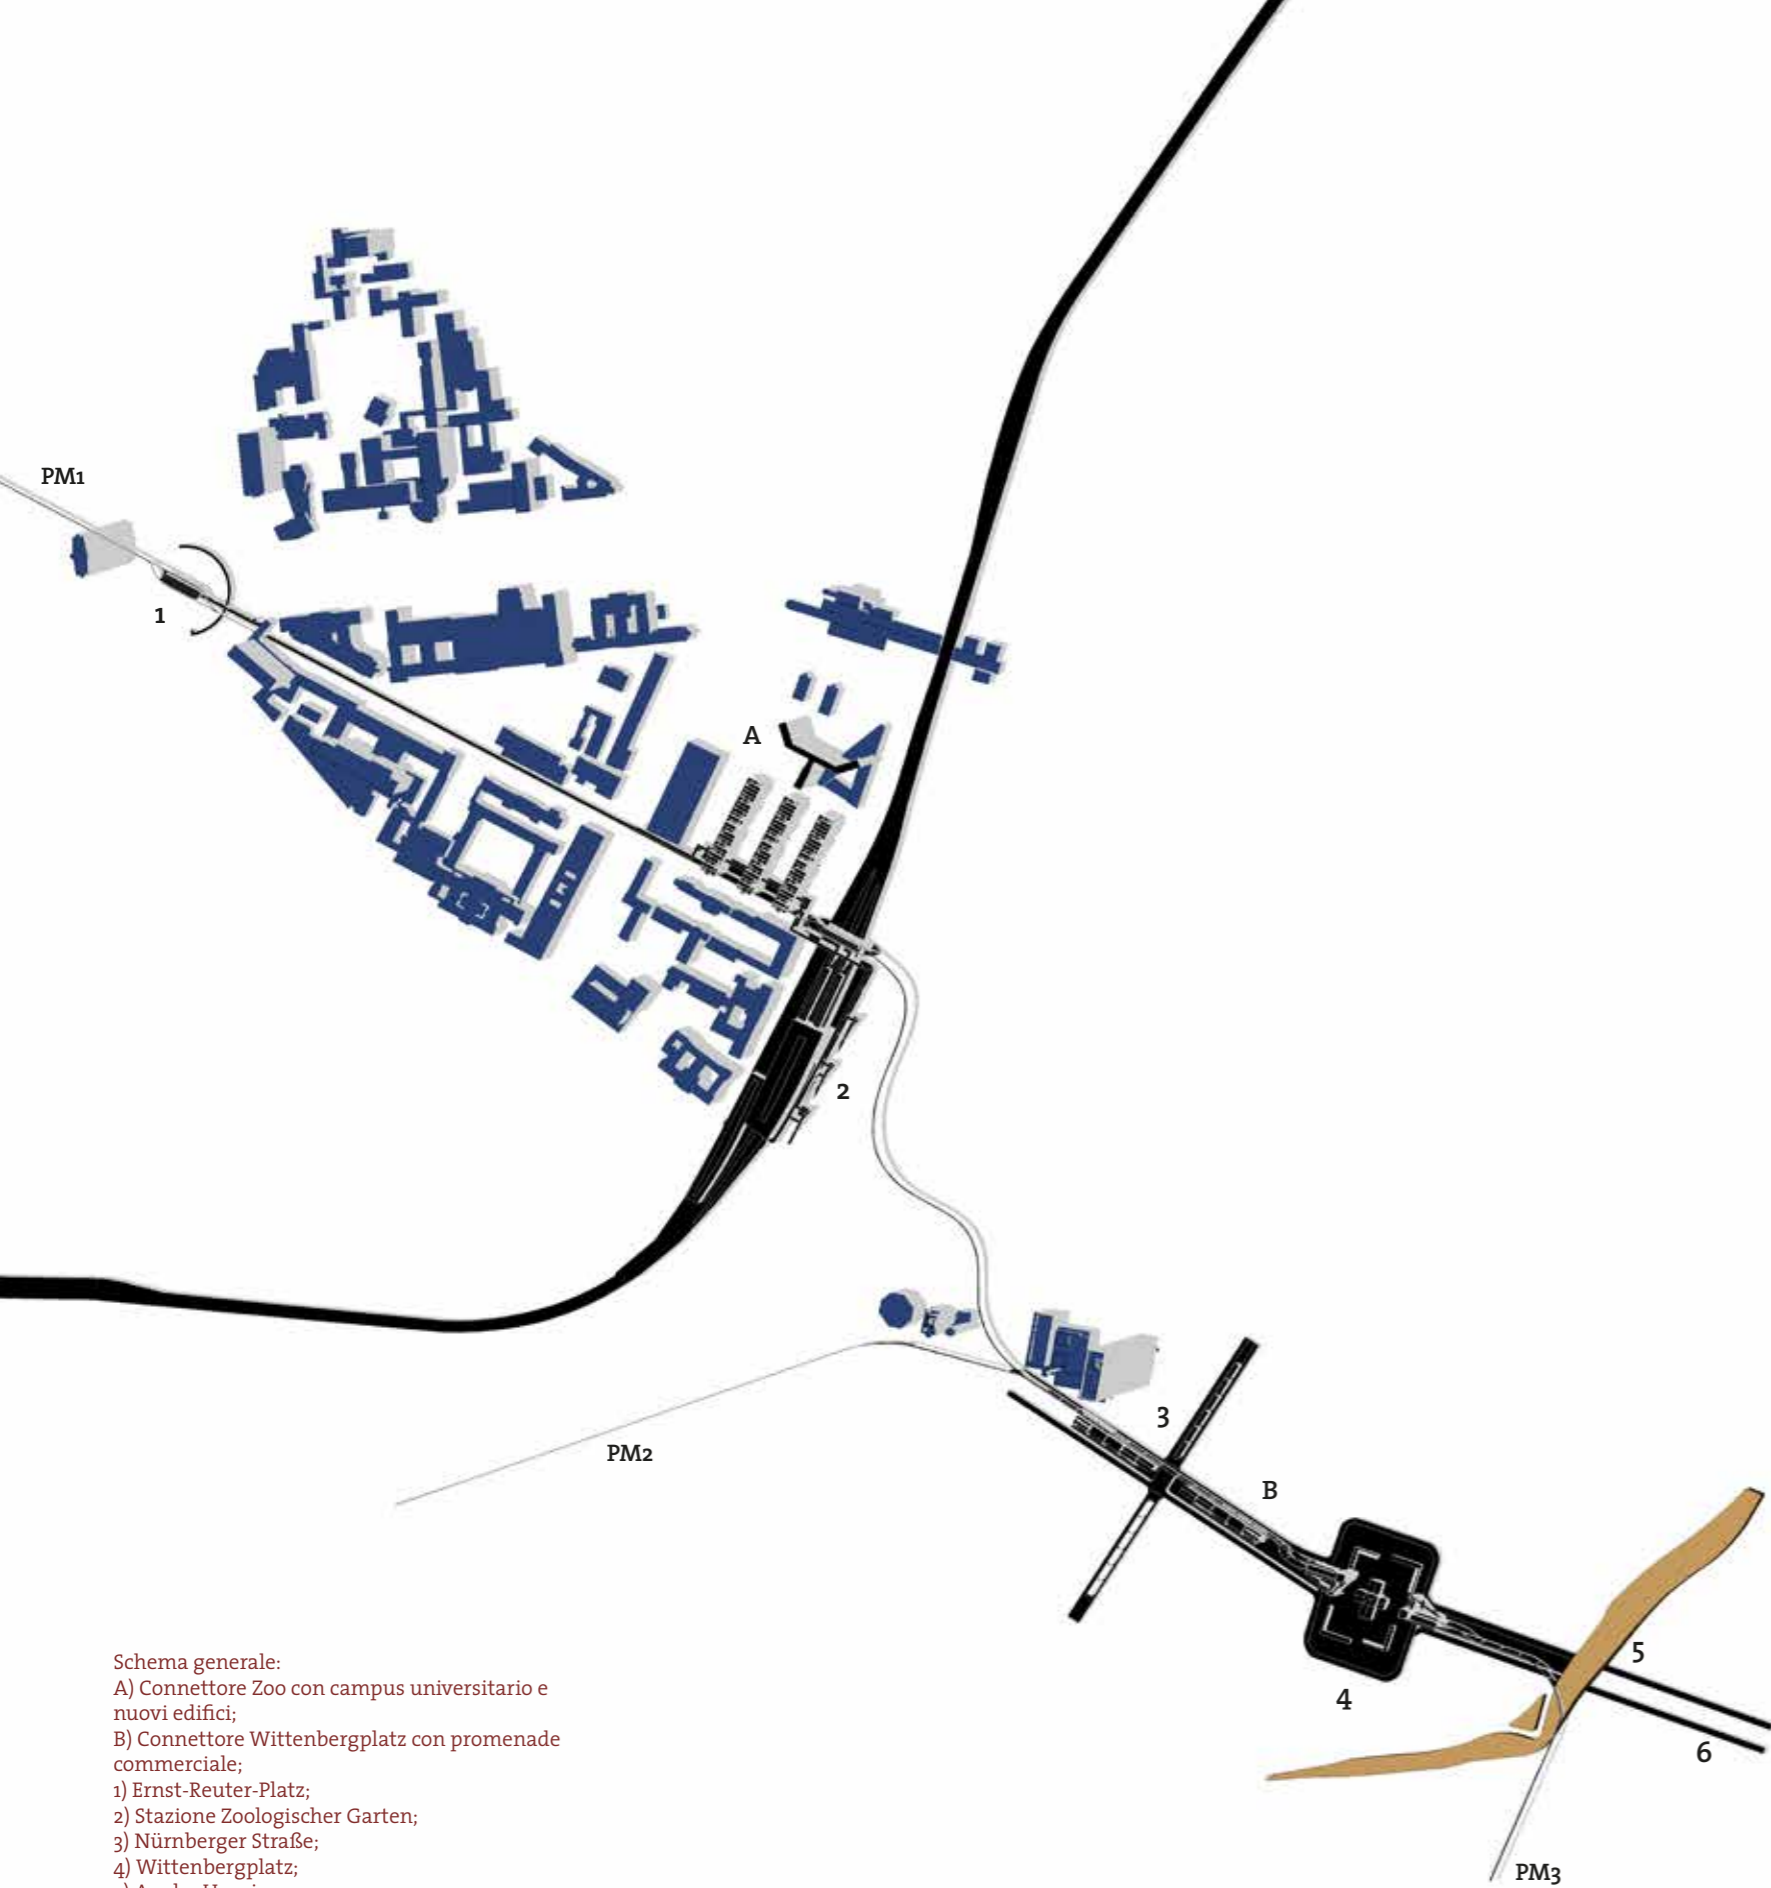 PM1
1
A
2
3
PM2
B
5
4
6
Schema generale:
A) Connettore Zoo con campus universitario e
nuovi edifici;
B) Connettore Wittenbergplatz con promenade
commerciale;
1) Ernst-Reuter-Platz;
2) Stazione Zoologischer Garten;
3) Nürnberger Straße;
4) Wittenbergplatz;
PM3